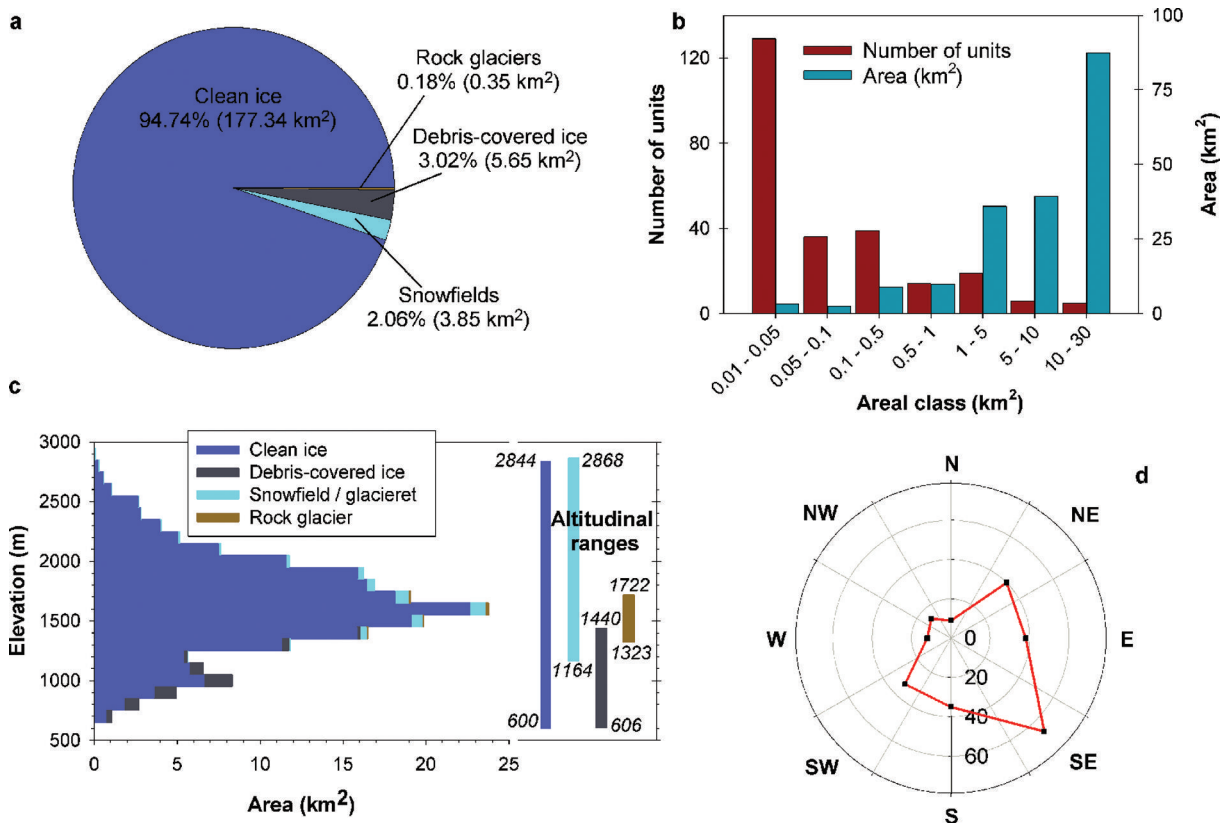 a
Clean ice
94.74% (177.34 km²)
Rock glaciers
0.18% (0.35 km²)
Debris-covered ice
3.02% (5.65 km²)
Snowfields
2.06% (3.85 km²)
b
Number of units
Area (km²)
Number of units
120
80
40
0
Area (km²)
100
75
50
25
0
0.01 - 0.05
0.05 - 0.1
0.1 - 0.5
0.5 - 1
1 - 5
5 - 10
10 - 30
Areal class (km²)
c
Clean ice
Debris-covered ice
Snowfield / glacieret
Rock glacier
Elevation (m)
3000
2500
2000
1500
1000
500
0
5
10
15
20
25
Area (km²)
2844
2868
Altitudinal
ranges
1722
1440
1323
1164
600
606
d
N
NE
E
SE
S
SW
W
NW
0
20
40
60